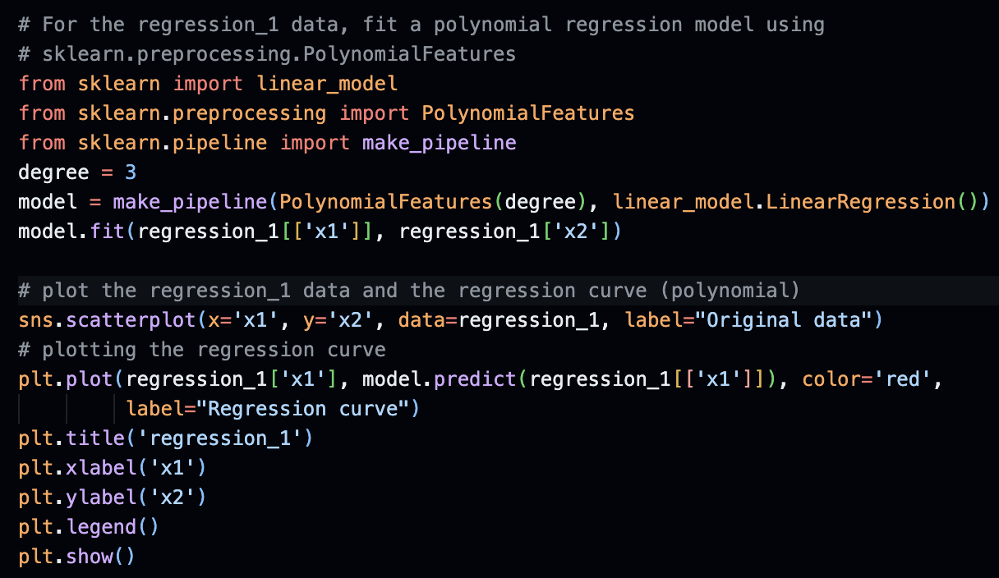 # For the regression_1 data, fit a polynomial regression model using
# sklearn.preprocessing.PolynomialFeatures
from sklearn import linear_model
from sklearn.preprocessing import PolynomialFeatures
from sklearn.pipeline import make_pipeline
degree = 3
model = make_pipeline(PolynomialFeatures(degree), linear_model.LinearRegression())
model.fit(regression_1[['x1']], regression_1['x2'])

# plot the regression_1 data and the regression curve (polynomial)
sns.scatterplot(x='x1', y='x2', data=regression_1, label="Original data")
# plotting the regression curve
plt.plot(regression_1['x1'], model.predict(regression_1[['x1']]), color='red',
         label="Regression curve")
plt.title('regression_1')
plt.xlabel('x1')
plt.ylabel('x2')
plt.legend()
plt.show()